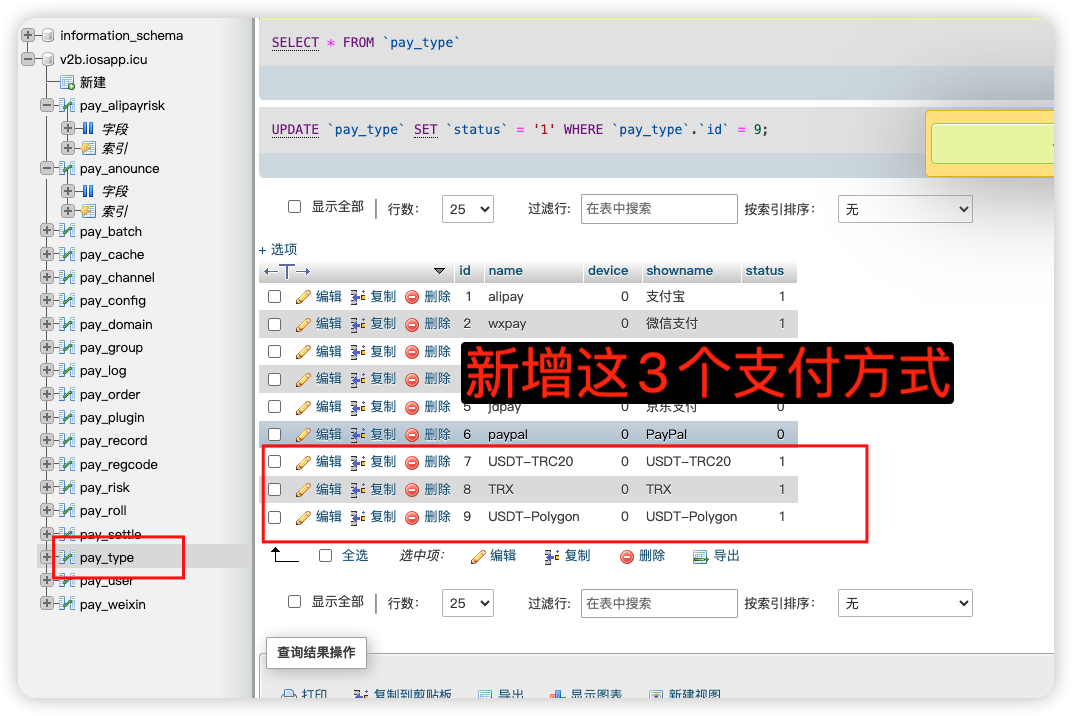 information_schema
v2b.iosapp.icu
新建
pay_alipayrisk
字段
索引
pay_anounce
字段
索引
pay_batch
pay_cache
pay_channel
pay_config
pay_domain
pay_group
pay_log
pay_order
pay_plugin
pay_record
pay_regcode
pay_risk
pay_roll
pay_settle
pay_type
pay_user
pay_weixin
SELECT * FROM `pay_type`
UPDATE `pay_type` SET `status` = '1' WHERE `pay_type`.`id` = 9;
显示全部 | 行数: 25 过滤行: 在表中搜索 按索引排序: 无
+ 选项
←T→ id name device showname status
编辑 复制 删除 1 alipay 0 支付宝 1
编辑 复制 删除 2 wxpay 0 微信支付 1
编辑 复制 删除
编辑 复制 删除
新增这3个支付方式
编辑 复制 删除 5 jdpay 京东支付 0
编辑 复制 删除 6 paypal 0 PayPal 0
编辑 复制 删除 7 USDT-TRC20 0 USDT-TRC20 1
编辑 复制 删除 8 TRX 0 TRX 1
编辑 复制 删除 9 USDT-Polygon 0 USDT-Polygon 1
全选 选中项: 编辑 复制 删除 导出
显示全部 | 行数: 25 过滤行: 在表中搜索 按索引排序: 无
查询结果操作
打印 复制到剪贴板 导出 显示图表 新建视图